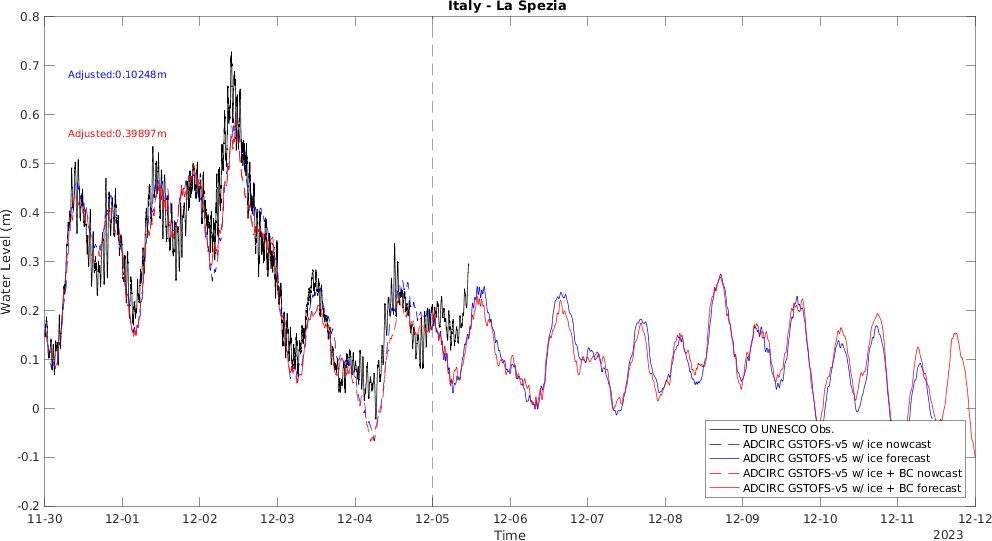 Italy - La Spezia
0.8
0.7
0.6
0.5
0.4
0.3
0.2
0.1
0
-0.1
-0.2
Water Level (m)
Adjusted:0.10248m
Adjusted:0.39897m
TD UNESCO Obs.
ADCIRC GSTOFS-v5 w/ ice nowcast
ADCIRC GSTOFS-v5 w/ ice forecast
ADCIRC GSTOFS-v5 w/ ice + BC nowcast
ADCIRC GSTOFS-v5 w/ ice + BC forecast
11-30 12-01 12-02 12-03 12-04 12-05 12-06 12-07 12-08 12-09 12-10 12-11 12-12
Time
2023